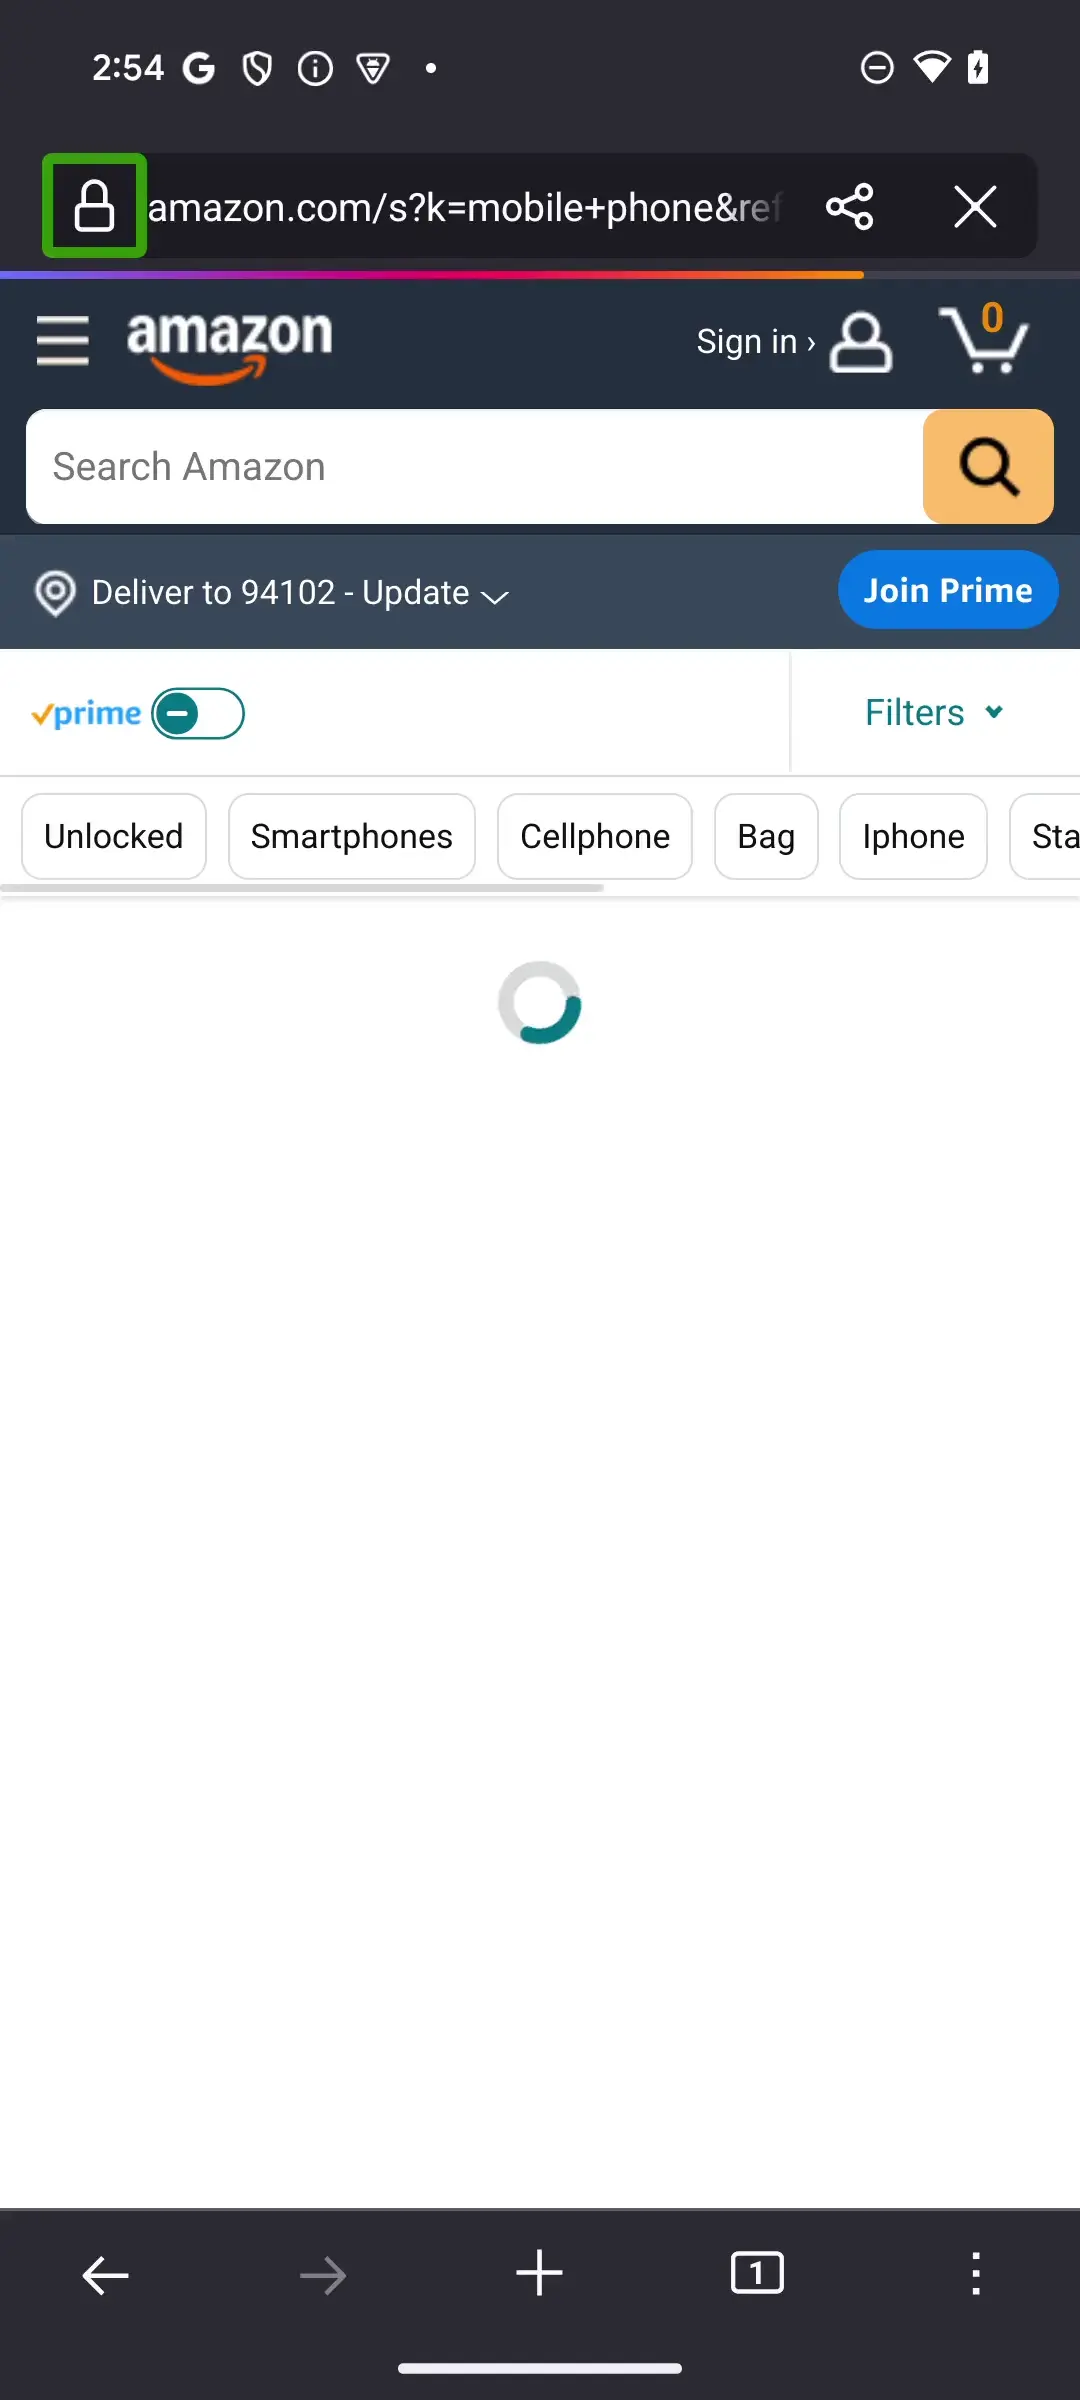 2:54
amazon.com/s?k=mobile+phone&ref
amazon
Sign in ›
0
Search Amazon
Deliver to 94102 - Update
Join Prime
prime
Filters
Unlocked
Smartphones
Cellphone
Bag
Iphone
Sta
1